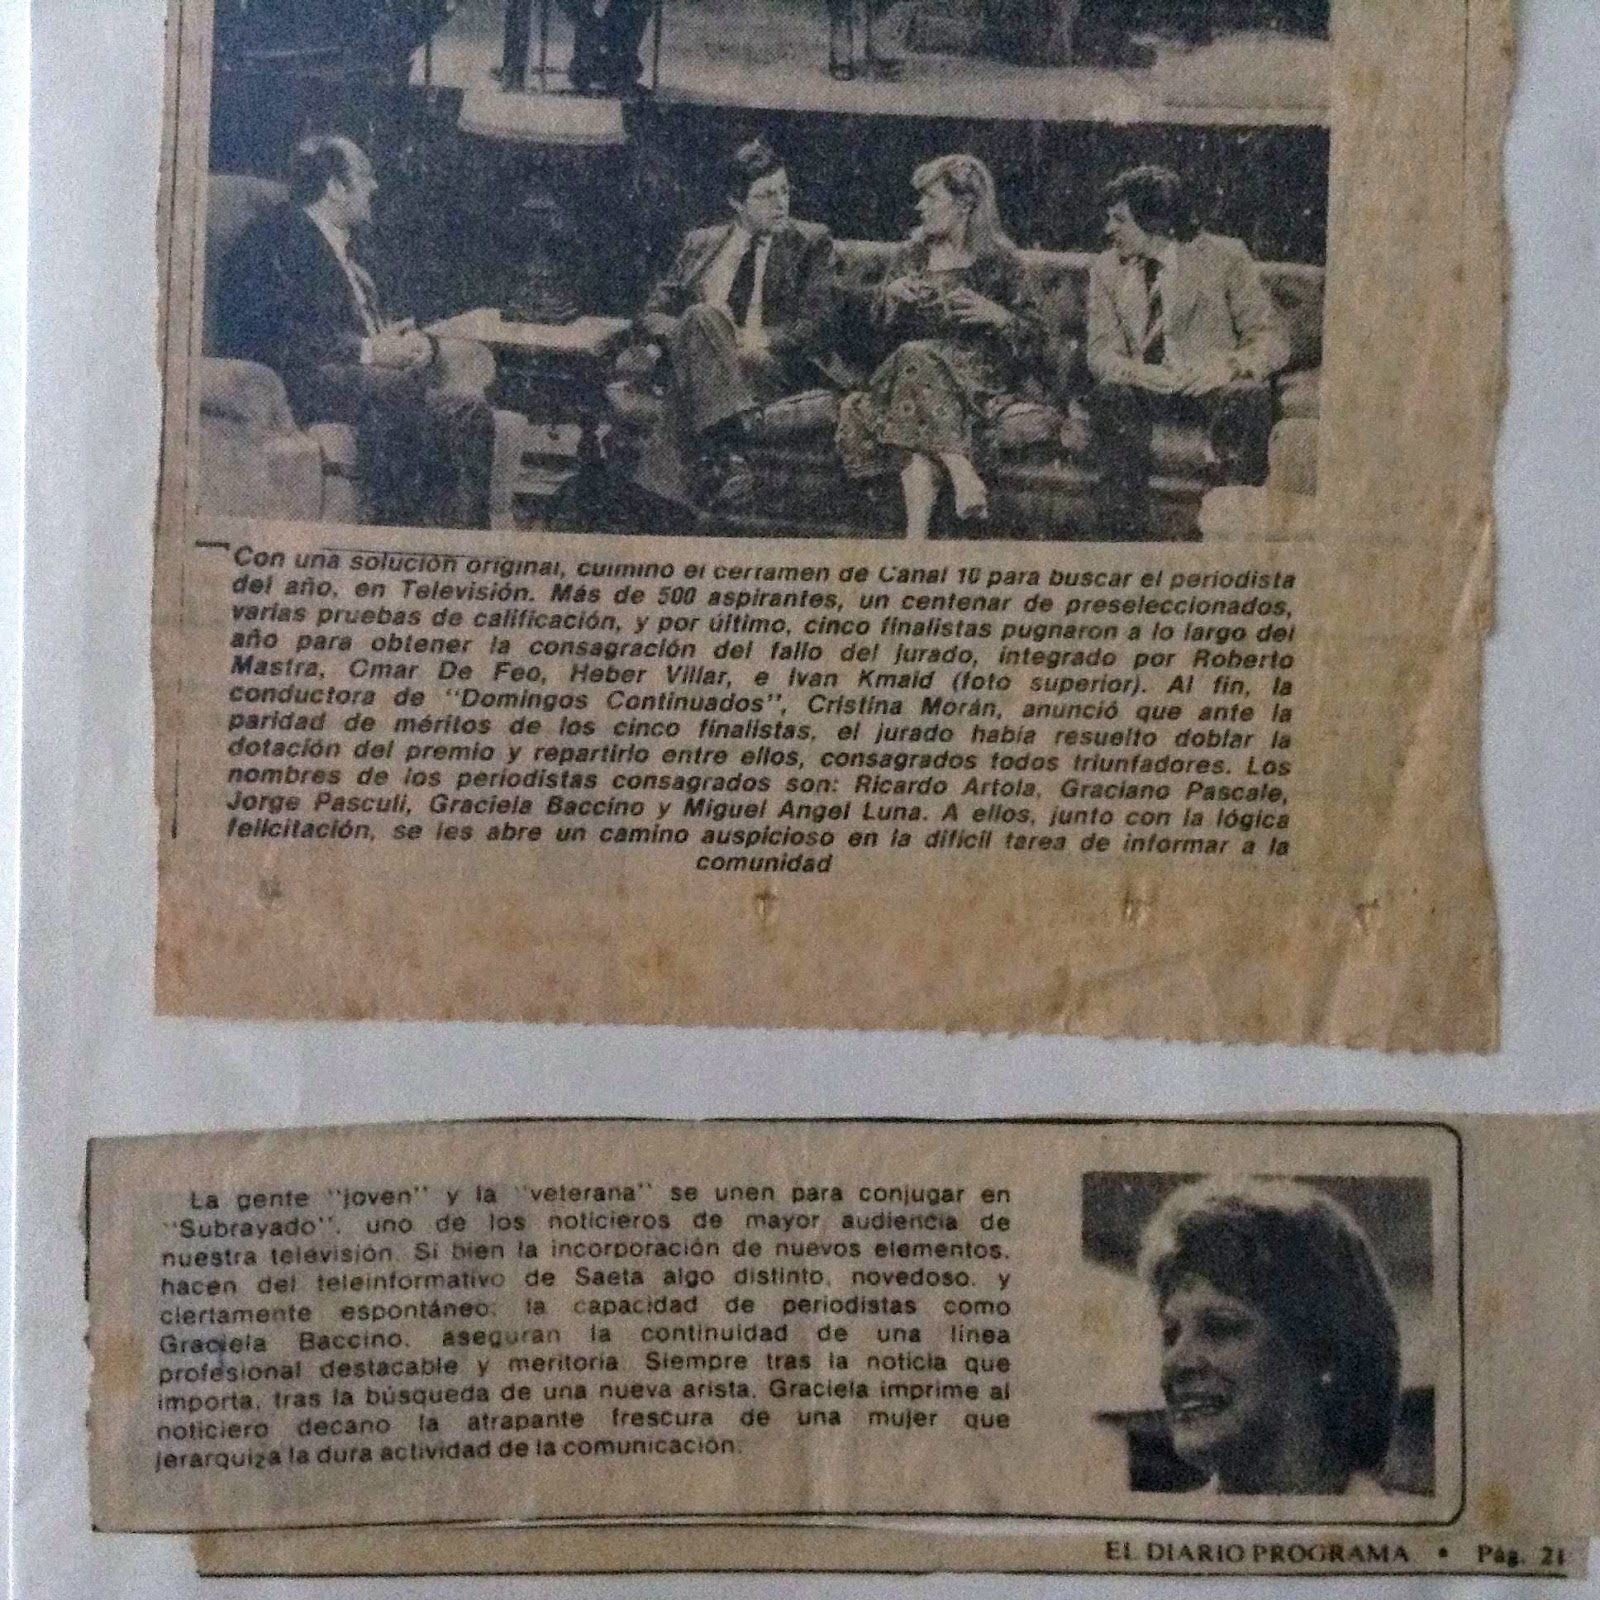 Con una solución original, culminó el certamen de Canal 10 para buscar el periodista
del año, en Televisión. Más de 500 aspirantes, un centenar de preseleccionados,
varias pruebas de calificación, y por último, cinco finalistas pugnaron a lo largo del
año para obtener la consagración del fallo del jurado, integrado por Roberto
Mastra, Omar De Feo, Heber Villar, e Ivan Kmaid (foto superior). Al fin, la
conductora de "Domingos Continuados", Cristina Morán, anunció que ante la
paridad de méritos de los cinco finalistas, el jurado había resuelto doblar la
dotación del premio y repartirlo entre ellos, consagrados todos triunfadores. Los
nombres de los periodistas consagrados son: Ricardo Artola, Graciano Pascale,
Jorge Pasculi, Graciela Baccino y Miguel Angel Luna. A ellos, junto con la lógica
felicitación, se les abre un camino auspicioso en la difícil tarea de informar a la
comunidad
La gente "joven" y la "veterana" se unen para conjugar en
"Subrayado", uno de los noticieros de mayor audiencia de
nuestra televisión. Si bien la incorporación de nuevos elementos,
hacen del teleinformativo de Saeta algo distinto, novedoso, y
ciertamente espontáneo; la capacidad de periodistas como
Graciela Baccino, aseguran la continuidad de una línea
profesional destacable y meritoria. Siempre tras la noticia que
importa, tras la búsqueda de una nueva arista, Graciela imprime al
noticiero decano la atrapante frescura de una mujer que
jerarquiza la dura actividad de la comunicación.
EL DIARIO PROGRAMA • Pág. 21